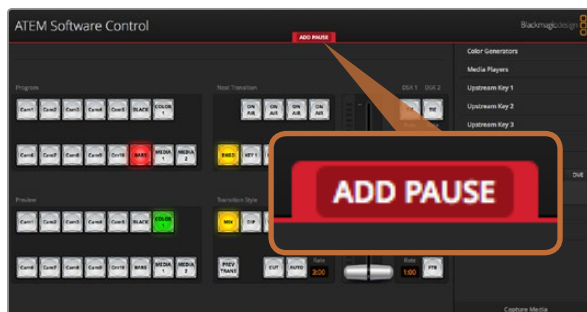 ATEM Software Control
Blackmagicdesign
ADD PAUSE
Color Generators
Media Players
Upstream Key 1
Upstream Key 2
Upstream Key 3
Program
Next Transition
DSK 1 DSK 2
Cam1 Cam2 Cam3 Cam4 Cam5 BLACK COLOR 1
ON AIR ON AIR ON AIR ON AIR
TIE
Cam6 Cam7 Cam8 Cam9 Cm10 BARS MEDIA 1 MEDIA 2
BKGD KEY 1
ADD PAUSE
DVE
Preview
Transition Style
Cam1 Cam2 Cam3 Cam4 Cam5 BLACK COLOR 1
MIX DIP
Cam6 Cam7 Cam8 Cam9 Cm10 BARS MEDIA 1 MEDIA 2
PREV TRANS
CUT AUTO
Rate
3:00
Rate
1:00
FTB
Capture Media